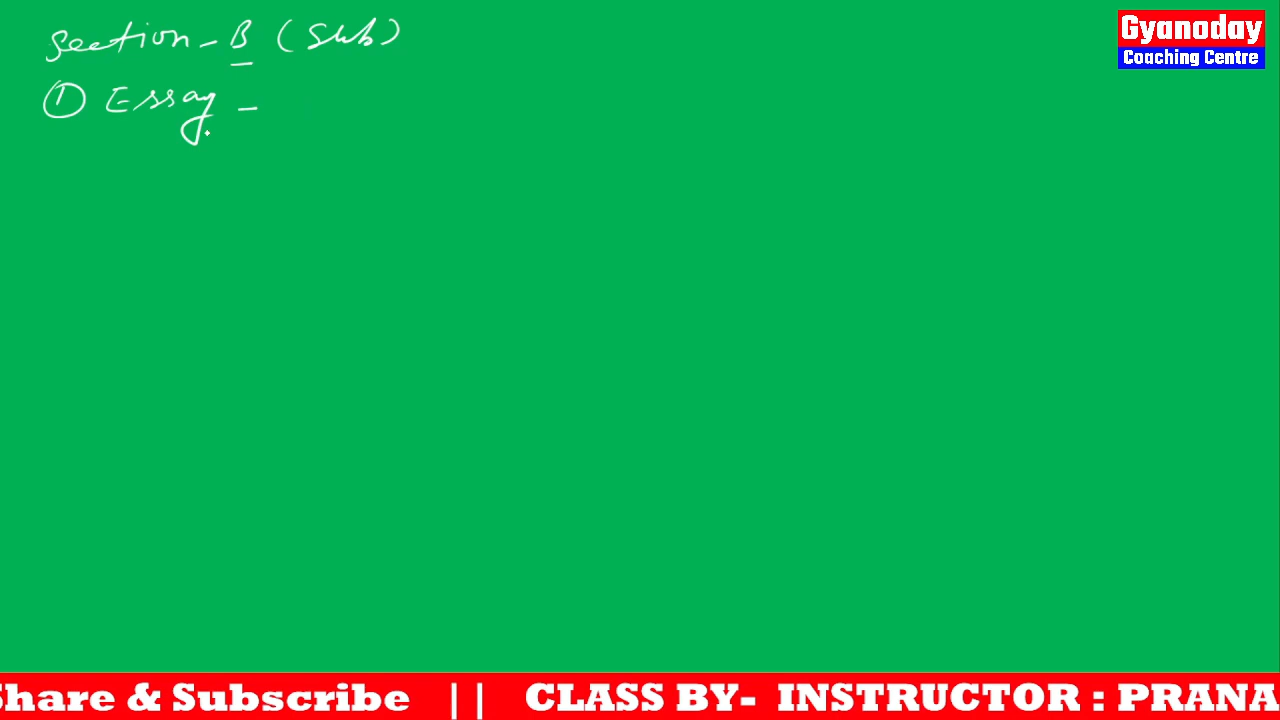 Section - B (Sub)
Gyanoday
Coaching Centre
① Essay -
Share & Subscribe || CLASS BY- INSTRUCTOR : PRANA